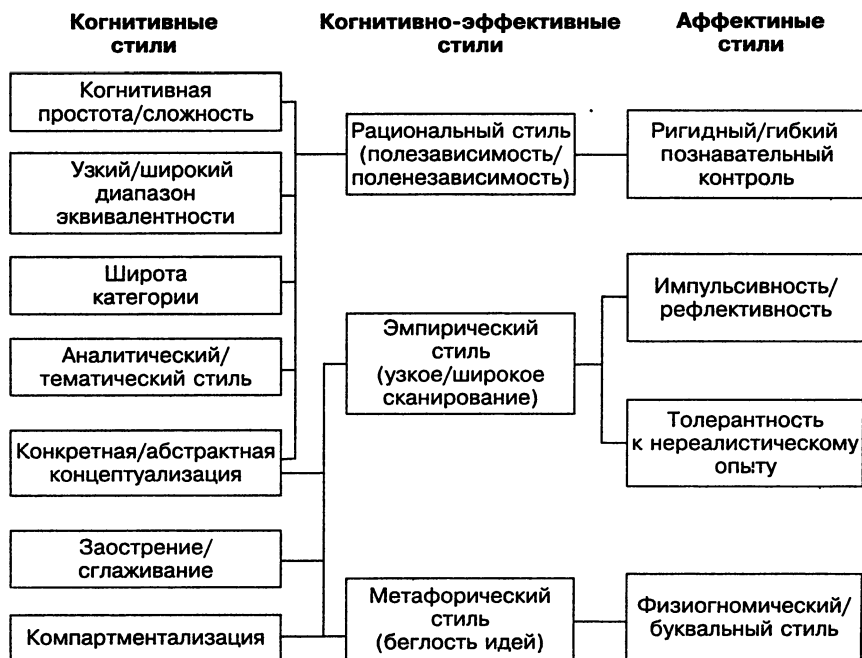 Когнитивные
стили
Когнитивно-эффективные
стили
Аффектиные
стили
Когнитивная
простота/сложность
Узкий/широкий
диапазон
эквивалентности
Широта
категории
Аналитический/
тематический стиль
Конкретная/абстрактная
концептуализация
Заострение/
сглаживание
Компартментализация
Рациональный стиль
(полезависимость/
поленезависимость)
Эмпирический
стиль
(узкое/широкое
сканирование)
Метафорический
стиль
(беглость идей)
Ригидный/гибкий
познавательный
контроль
Импульсивность/
рефлективность
Толерантность
к нереалистическому
опыту
Физиогномический/
буквальный стиль